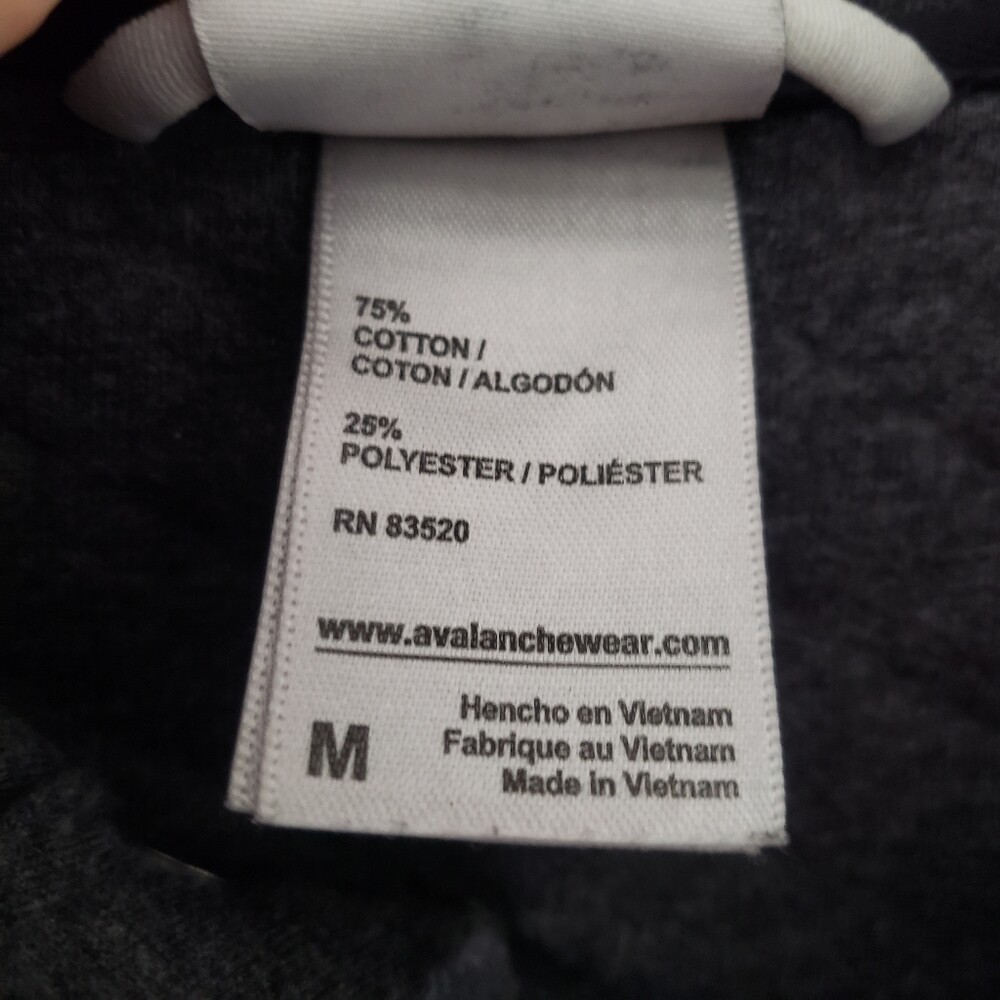 75%
COTTON /
COTON / ALGODÓN
25%
POLYESTER / POLIÉSTER
RN 83520
www.avalanchewear.com
Hencho en Vietnam
Fabrique au Vietnam
M
Made in Vietnam